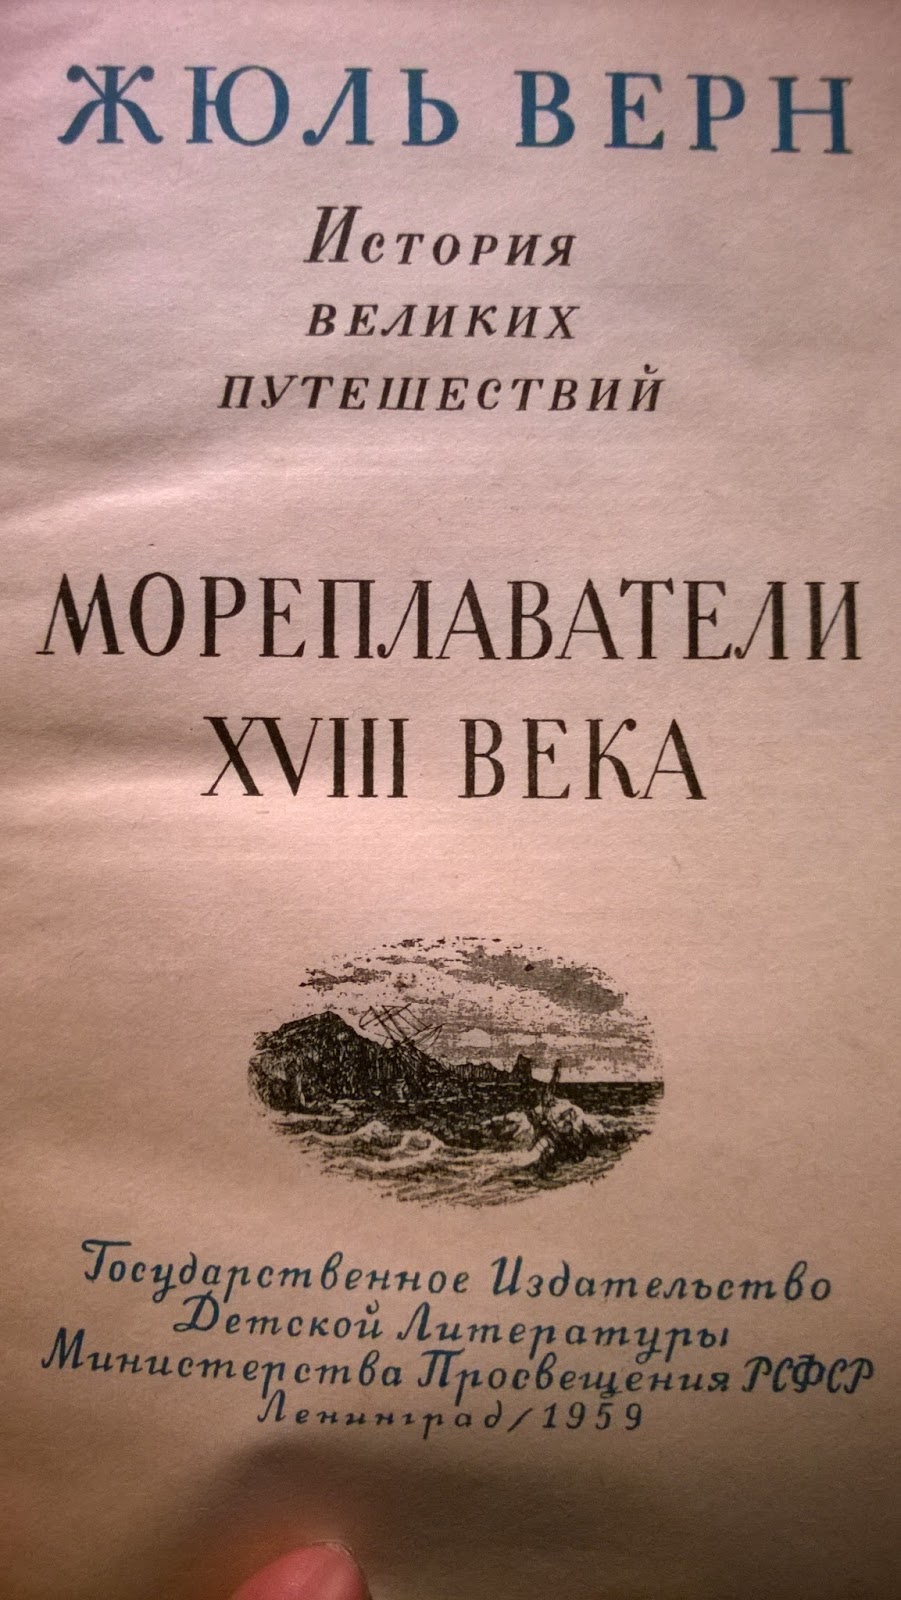 ЖЮЛЬ ВЕРН
История
ВЕЛИКИХ
ПУТЕШЕСТВИЙ
МОРЕПЛАВАТЕЛИ
XVIII ВЕКА
Государственное Издательство
Детской Литературы
Министерства Просвещения РСФСР
Ленинград/1959